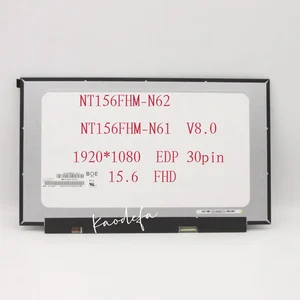 NT156FHM-N62
NT156FHM-N61 V8.0
1920*1080 EDP 30pin
15.6 FHD
BOE
Kaodefa